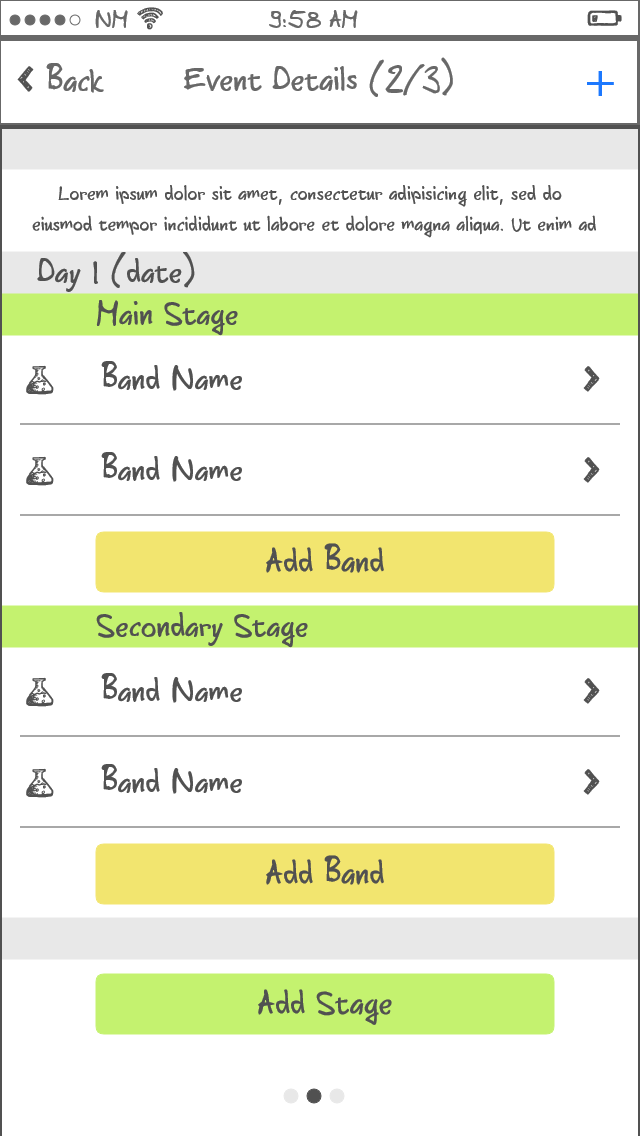 NM 9:58 AM
Back Event Details (2/3) +
Lorem ipsum dolor sit amet, consectetur adipisicing elit, sed do
eiusmod tempor incididunt ut labore et dolore magna aliqua. Ut enim ad
Day 1 (date)
Main Stage
Band Name
Band Name
Add Band
Secondary Stage
Band Name
Band Name
Add Band
Add Stage